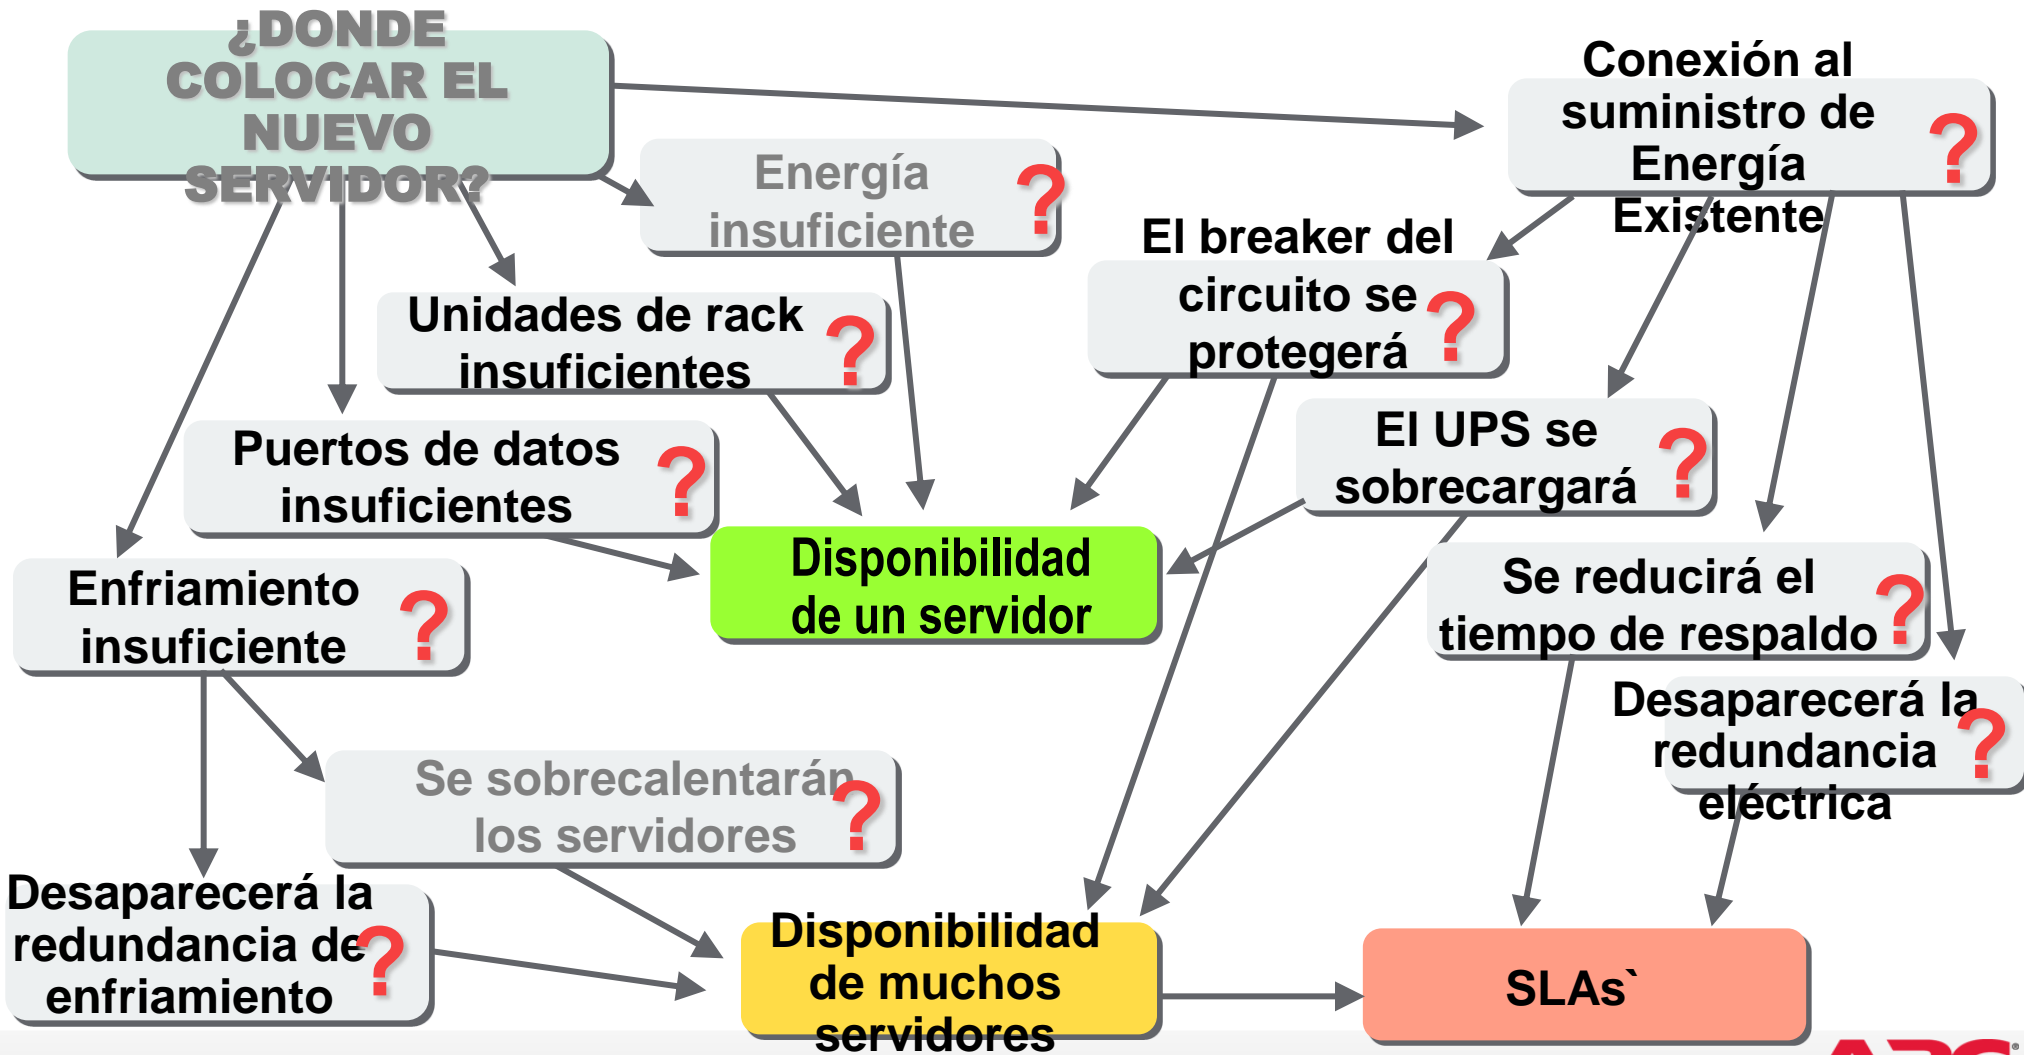 ¿DONDE
COLOCAR EL
NUEVO
SERVIDOR?
Conexión al
suministro de
Energía
Existente
?
Energía
insuficiente
?
El breaker del
circuito se
protegerá
?
Unidades de rack
insuficientes
?
El UPS se
sobrecargará
?
Puertos de datos
insuficientes
?
Disponibilidad
de un servidor
Se reducirá el
tiempo de respaldo
?
Enfriamiento
insuficiente
?
Desaparecerá la
redundancia
eléctrica
?
Se sobrecalentarán
los servidores
?
Desaparecerá la
redundancia de
enfriamiento
?
Disponibilidad
de muchos
servidores
SLAs`